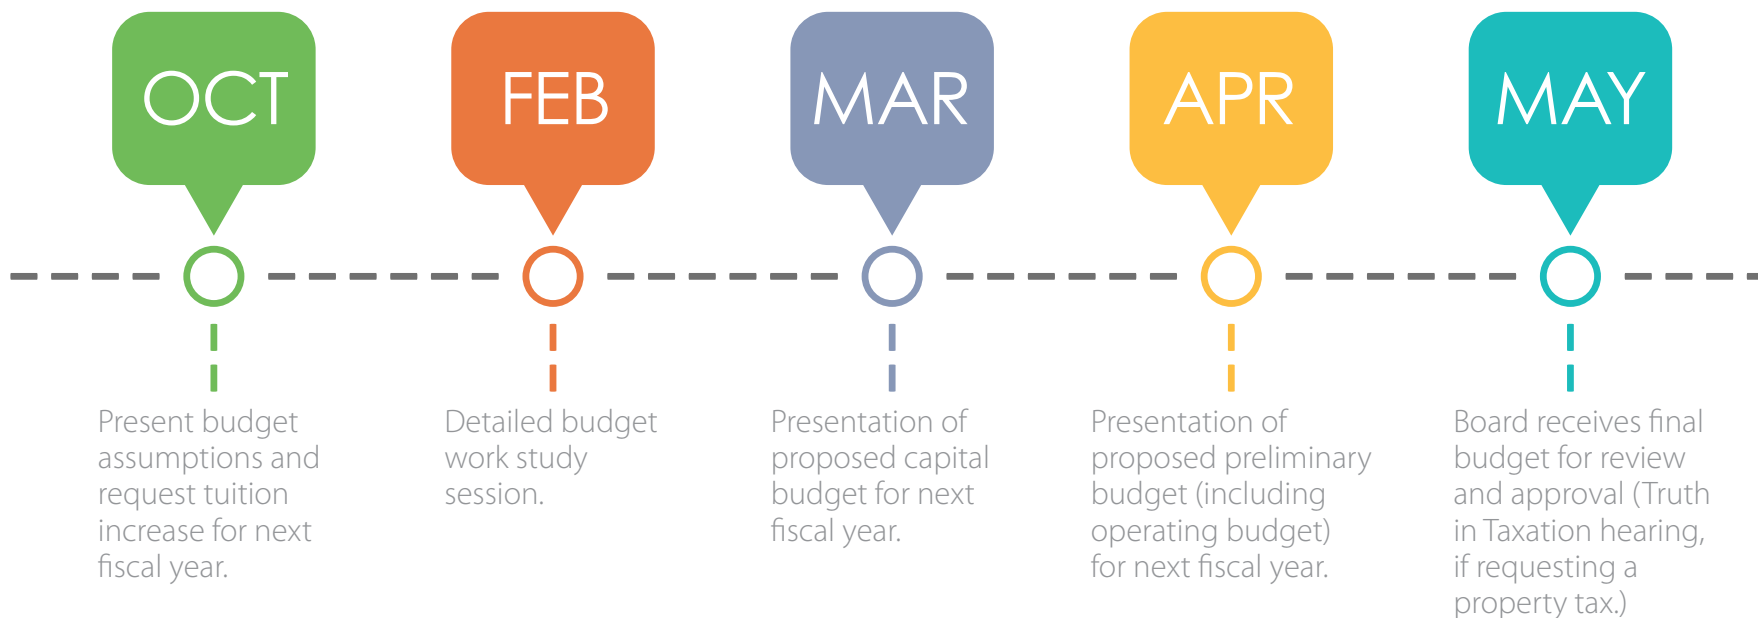 OCT
FEB
MAR
APR
MAY
Present budget
assumptions and
request tuition
increase for next
fiscal year.
Detailed budget
work study
session.
Presentation of
proposed capital
budget for next
fiscal year.
Presentation of
proposed preliminary
budget (including
operating budget)
for next fiscal year.
Board receives final
budget for review
and approval (Truth
in Taxation hearing,
if requesting a
property tax.)